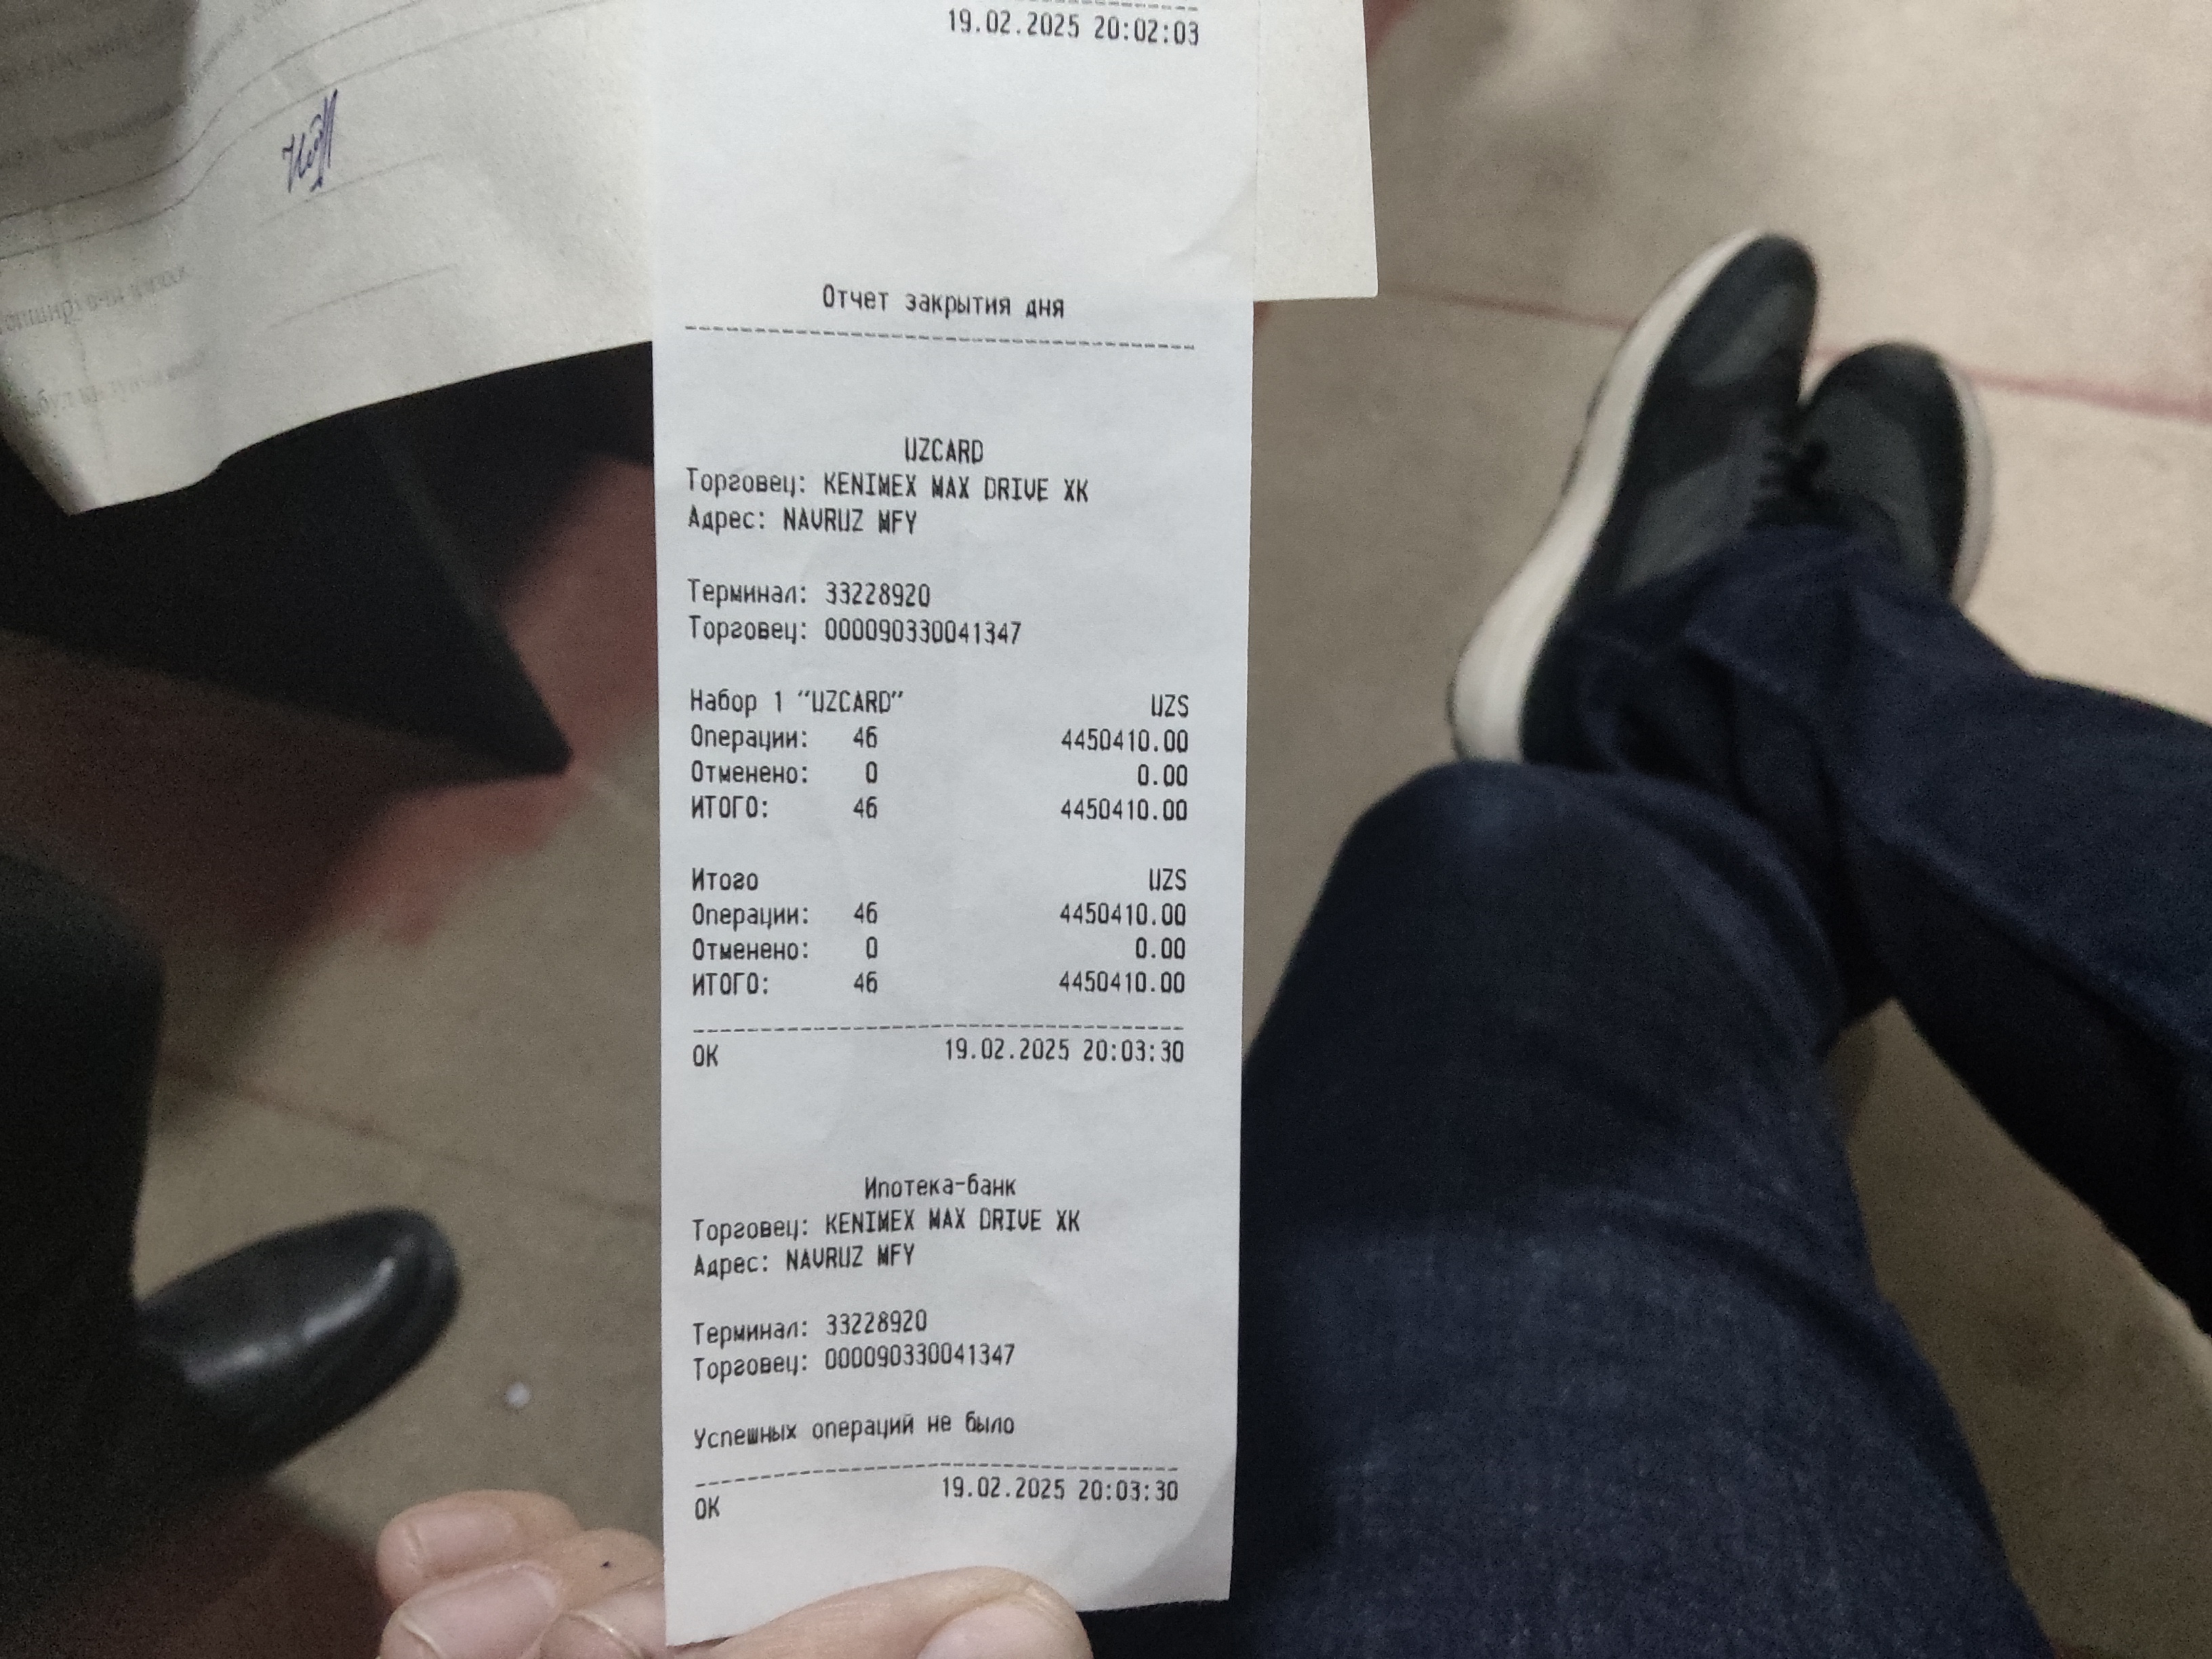 19.02.2025 20:02:03
Отчет закрытия дня
UZCARD
Торговец: KENIMEX MAX DRIVE XK
Адрес: NAVRUZ MFY
Терминал: 33228920
Торговец: 000090330041347
Набор 1 "UZCARD" UZS
Операции: 46 4450410.00
Отменено: 0 0.00
ИТОГО: 46 4450410.00
Итого UZS
Операции: 46 4450410.00
Отменено: 0 0.00
ИТОГО: 46 4450410.00
OK 19.02.2025 20:03:30
Ипотека-банк
Торговец: KENIMEX MAX DRIVE XK
Адрес: NAVRUZ MFY
Терминал: 33228920
Торговец: 000090330041347
Успешных операций не было
OK 19.02.2025 20:03:30